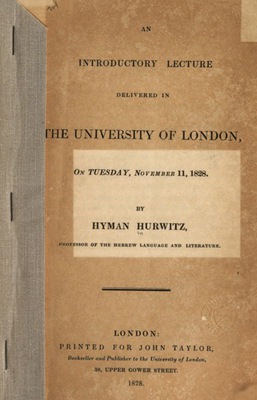 AN
INTRODUCTORY LECTURE
DELIVERED IN
THE UNIVERSITY OF LONDON,
ON TUESDAY, NOVEMBER 11, 1828.
BY
HYMAN HURWITZ,
PROFESSOR OF THE HEBREW LANGUAGE AND LITERATURE.
LONDON:
PRINTED FOR JOHN TAYLOR,
Bookseller and Publisher to the University of London,
30, UPPER GOWER STREET.
1828.